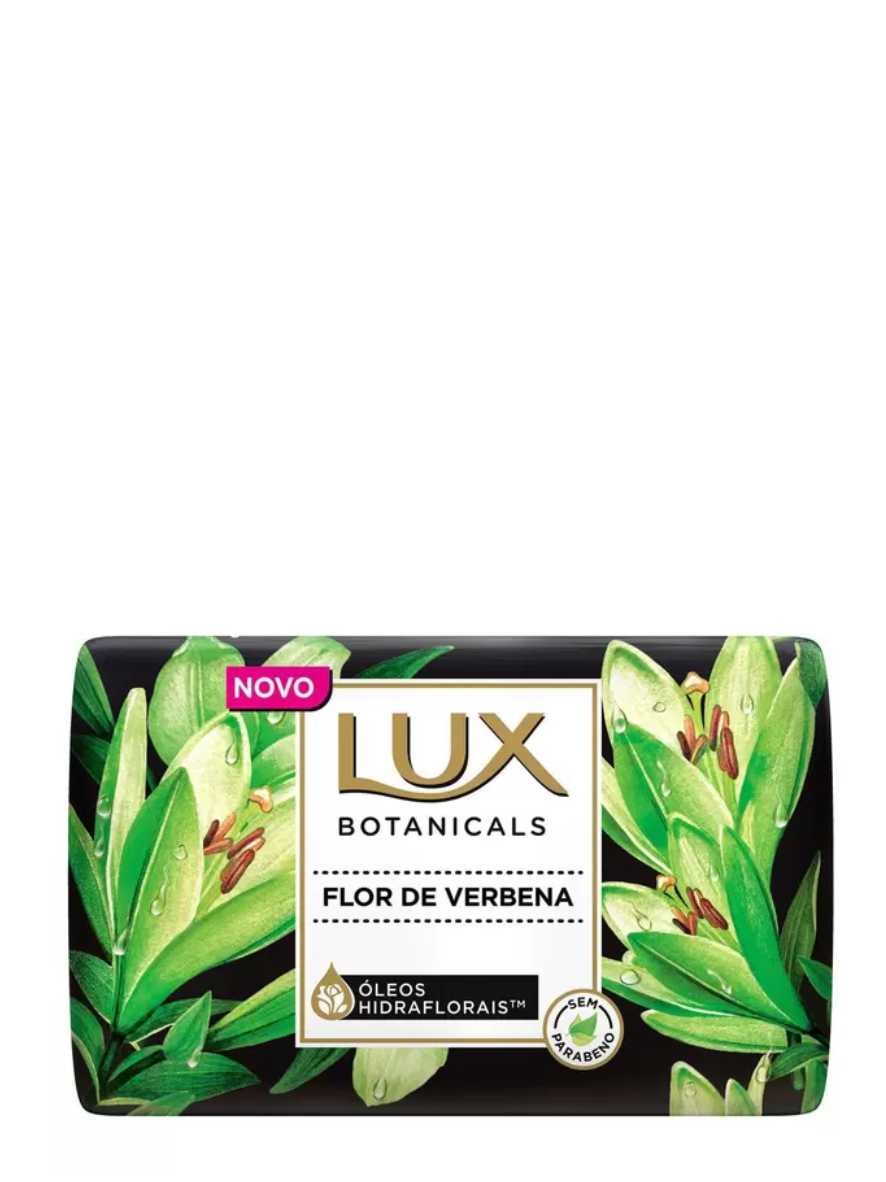 NOVO
LUX
BOTANICALS
FLOR DE VERBENA
ÓLEOS
HIDRAFLORAIS™
SEM
PARABENO